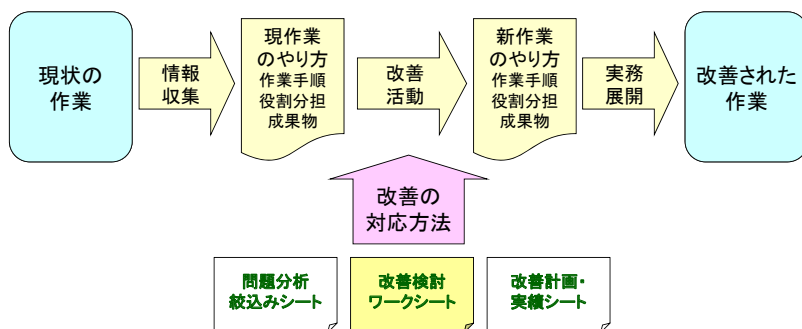 現状の
作業
情報
収集
現作業
のやり方
作業手順
役割分担
成果物
改善
活動
新作業
のやり方
作業手順
役割分担
成果物
実務
展開
改善された
作業
改善の
対応方法
問題分析
絞込みシート
改善検討
ワークシート
改善計画・
実績シート